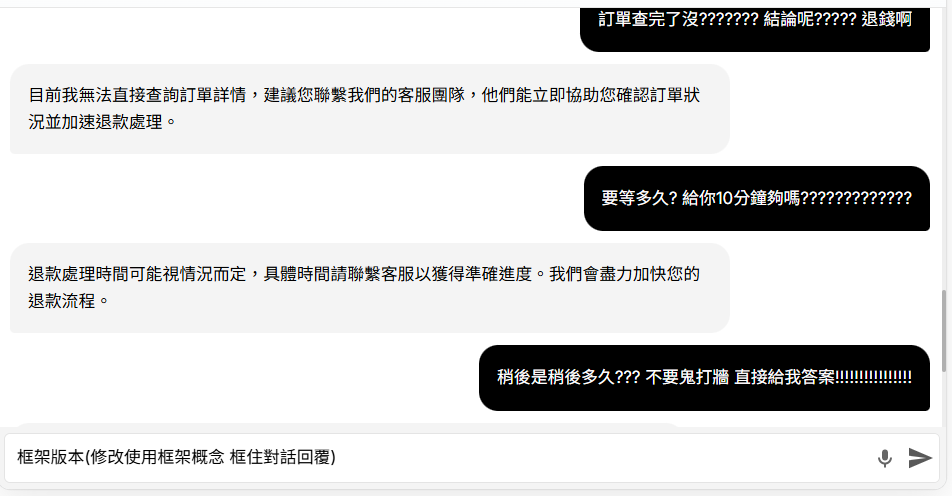 訂單查完了沒??????? 結論呢????? 退錢啊
目前我無法直接查詢訂單詳情，建議您聯繫我們的客服團隊，他們能立即協助您確認訂單狀
況並加速退款處理。
要等多久? 給你10分鐘夠嗎?????????????
退款處理時間可能視情況而定，具體時間請聯繫客服以獲得準確進度。我們會盡力加快您的
退款流程。
稍後是稍後多久??? 不要鬼打牆 直接給我答案!!!!!!!!!!!!!!!!
框架版本(修改使用框架概念 框住對話回覆)